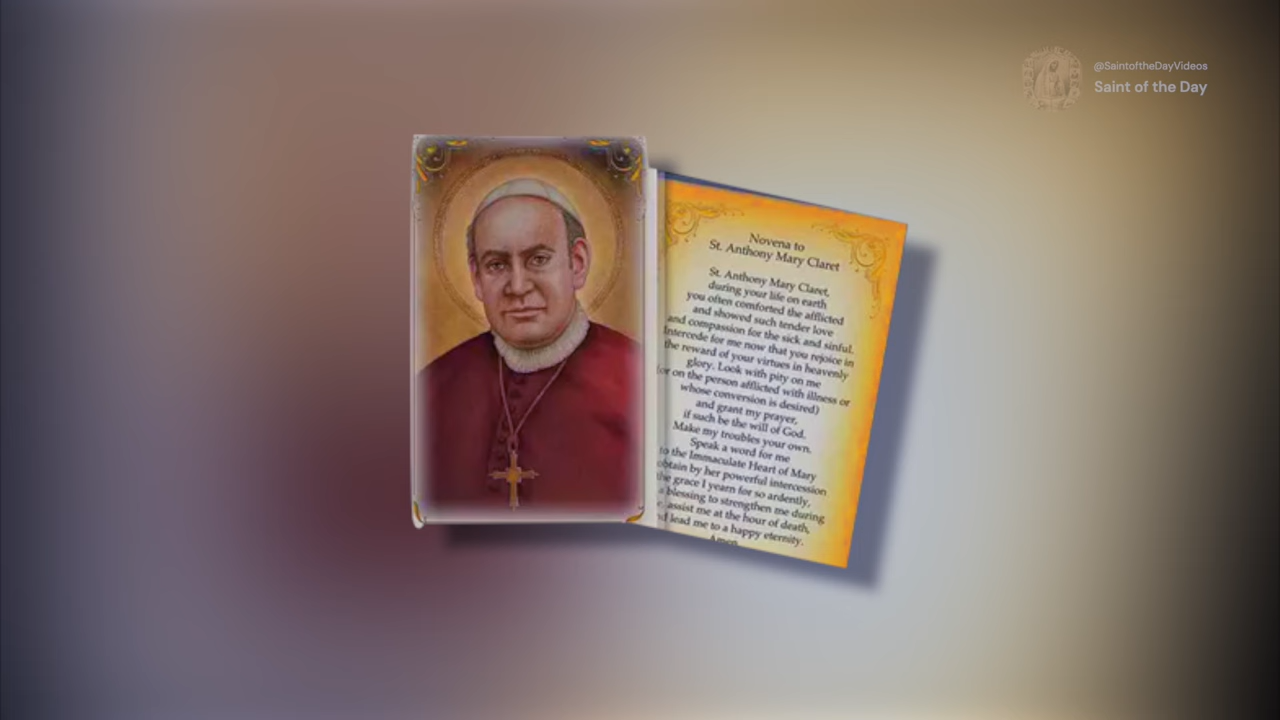 @SaintoftheDayVideos
Saint of the Day
Novena to
St. Anthony Mary Claret
St. Anthony Mary Claret,
during your life on earth
you often comforted the afflicted
and showed such tender love
and compassion for the sick and sinful.
Intercede for me now that you rejoice in
the reward of your virtues in heavenly
glory. Look with pity on me
or on the person afflicted with illness or
whose conversion is desired)
and grant my prayer,
if such be the will of God.
Make my troubles your own.
Speak a word for me
to the Immaculate Heart of Mary
obtain by her powerful intercession
the grace I yearn for so ardently,
a blessing to strengthen me during
assist me at the hour of death,
lead me to a happy eternity.
Amen